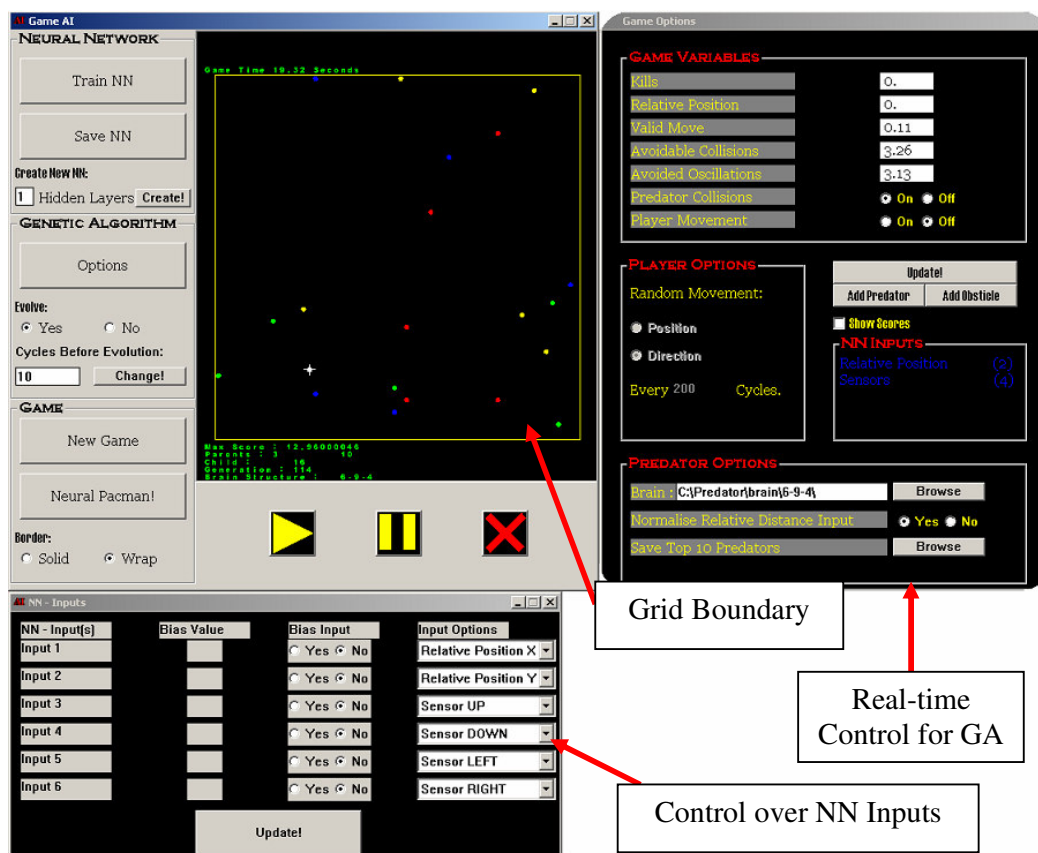 Game AI
NEURAL NETWORK
Train NN
Save NN
Create New NN:
1 Hidden Layers Create!
GENETIC ALGORITHM
Options
Evolve:
Yes No
Cycles Before Evolution:
10 Change!
GAME
New Game
Neural Pacman!
Border:
Solid Wrap
Game Time 19.32 Seconds
Max Score : 12.96000046
Parents : 3 10
Child : 16
Generation : 114
Brain Structure : 6-9-4
Game Options
GAME VARIABLES
Kills 0.
Relative Position 0.
Valid Move 0.11
Avoidable Collisions 3.26
Avoided Oscillations 3.13
Predator Collisions On Off
Player Movement On Off
PLAYER OPTIONS
Random Movement:
Position
Direction
Every 200 Cycles.
Update!
Add Predator Add Obsticle
Show Scores
NN INPUTS
Relative Position (2)
Sensors (4)
PREDATOR OPTIONS
Brain : C:\Predator\brain\6-9-4\ Browse
Normalise Relative Distance Input Yes No
Save Top 10 Predators Browse
Grid Boundary
Real-time
Control for GA
NN - Inputs
NN - Input(s) Bias Value Bias Input Input Options
Input 1 Yes No Relative Position X
Input 2 Yes No Relative Position Y
Input 3 Yes No Sensor UP
Input 4 Yes No Sensor DOWN
Input 5 Yes No Sensor LEFT
Input 6 Yes No Sensor RIGHT
Update!
Control over NN Inputs